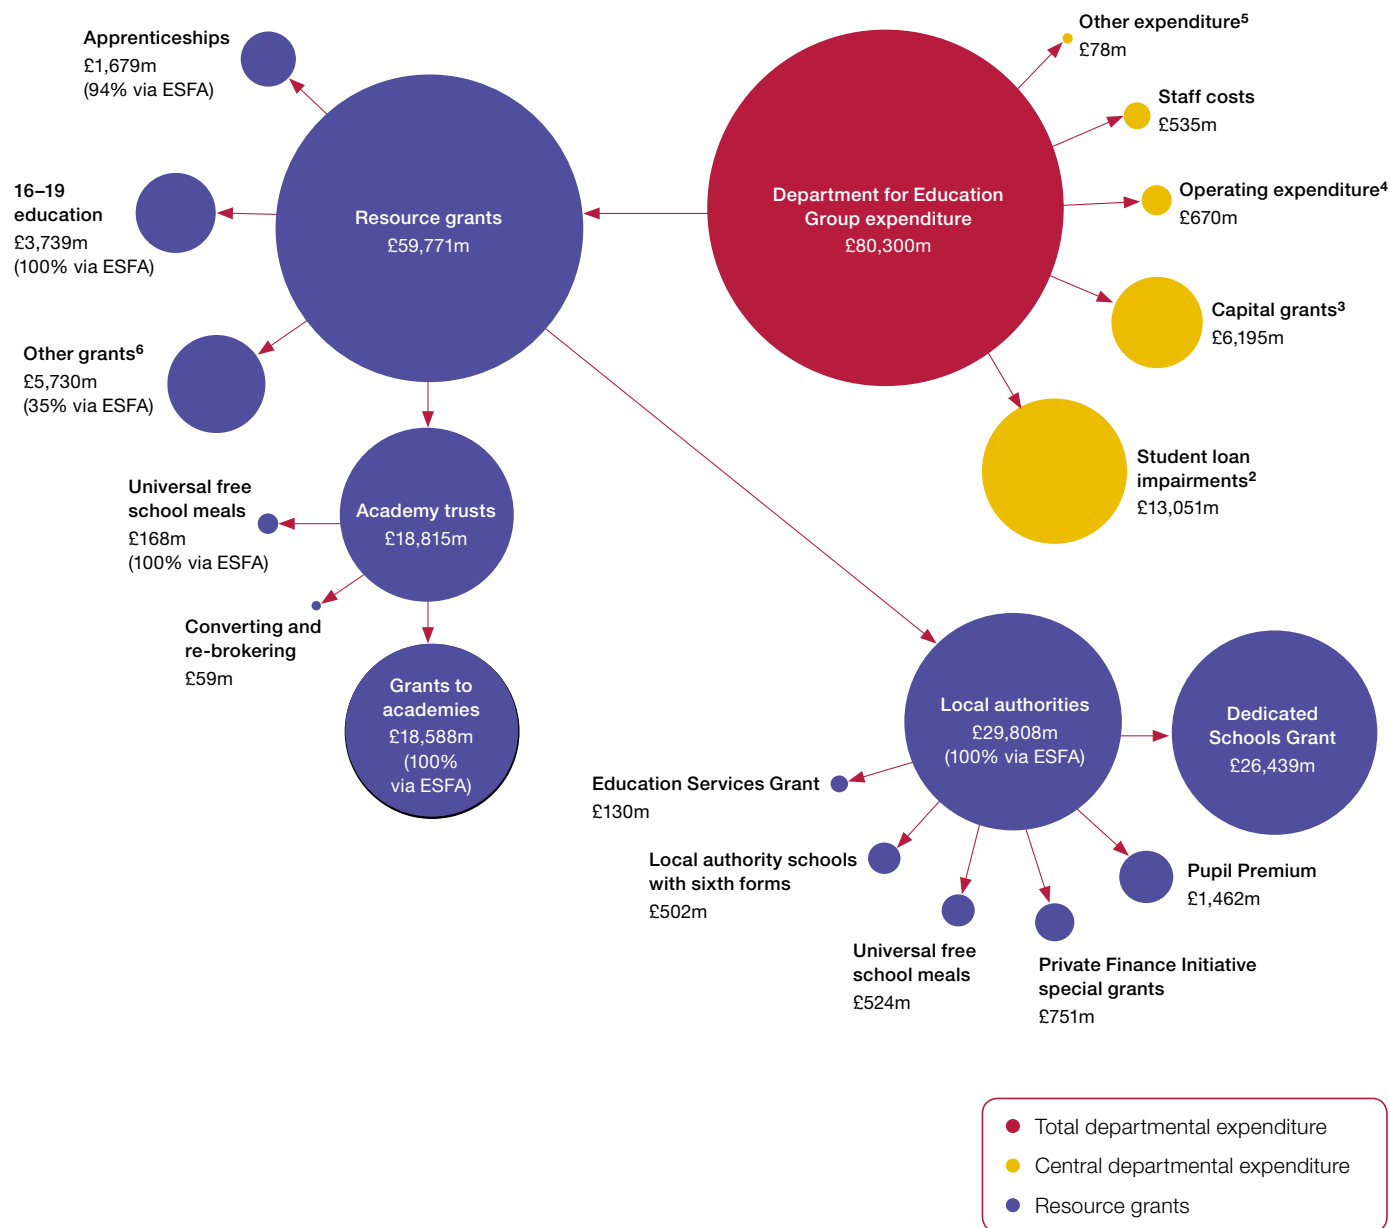 Apprenticeships
£1,679m
(94% via ESFA)
16–19
education
£3,739m
(100% via ESFA)
Other grants⁶
£5,730m
(35% via ESFA)
Resource grants
£59,771m
Department for Education
Group expenditure
£80,300m
Other expenditure⁵
£78m
Staff costs
£535m
Operating expenditure⁴
£670m
Capital grants³
£6,195m
Student loan
impairments²
£13,051m
Universal free
school meals
£168m
(100% via ESFA)
Academy trusts
£18,815m
Converting and
re-brokering
£59m
Grants to
academies
£18,588m
(100%
via ESFA)
Local authorities
£29,808m
(100% via ESFA)
Dedicated
Schools Grant
£26,439m
Education Services Grant
£130m
Local authority schools
with sixth forms
£502m
Universal free
school meals
£524m
Private Finance Initiative
special grants
£751m
Pupil Premium
£1,462m
Total departmental expenditure
Central departmental expenditure
Resource grants